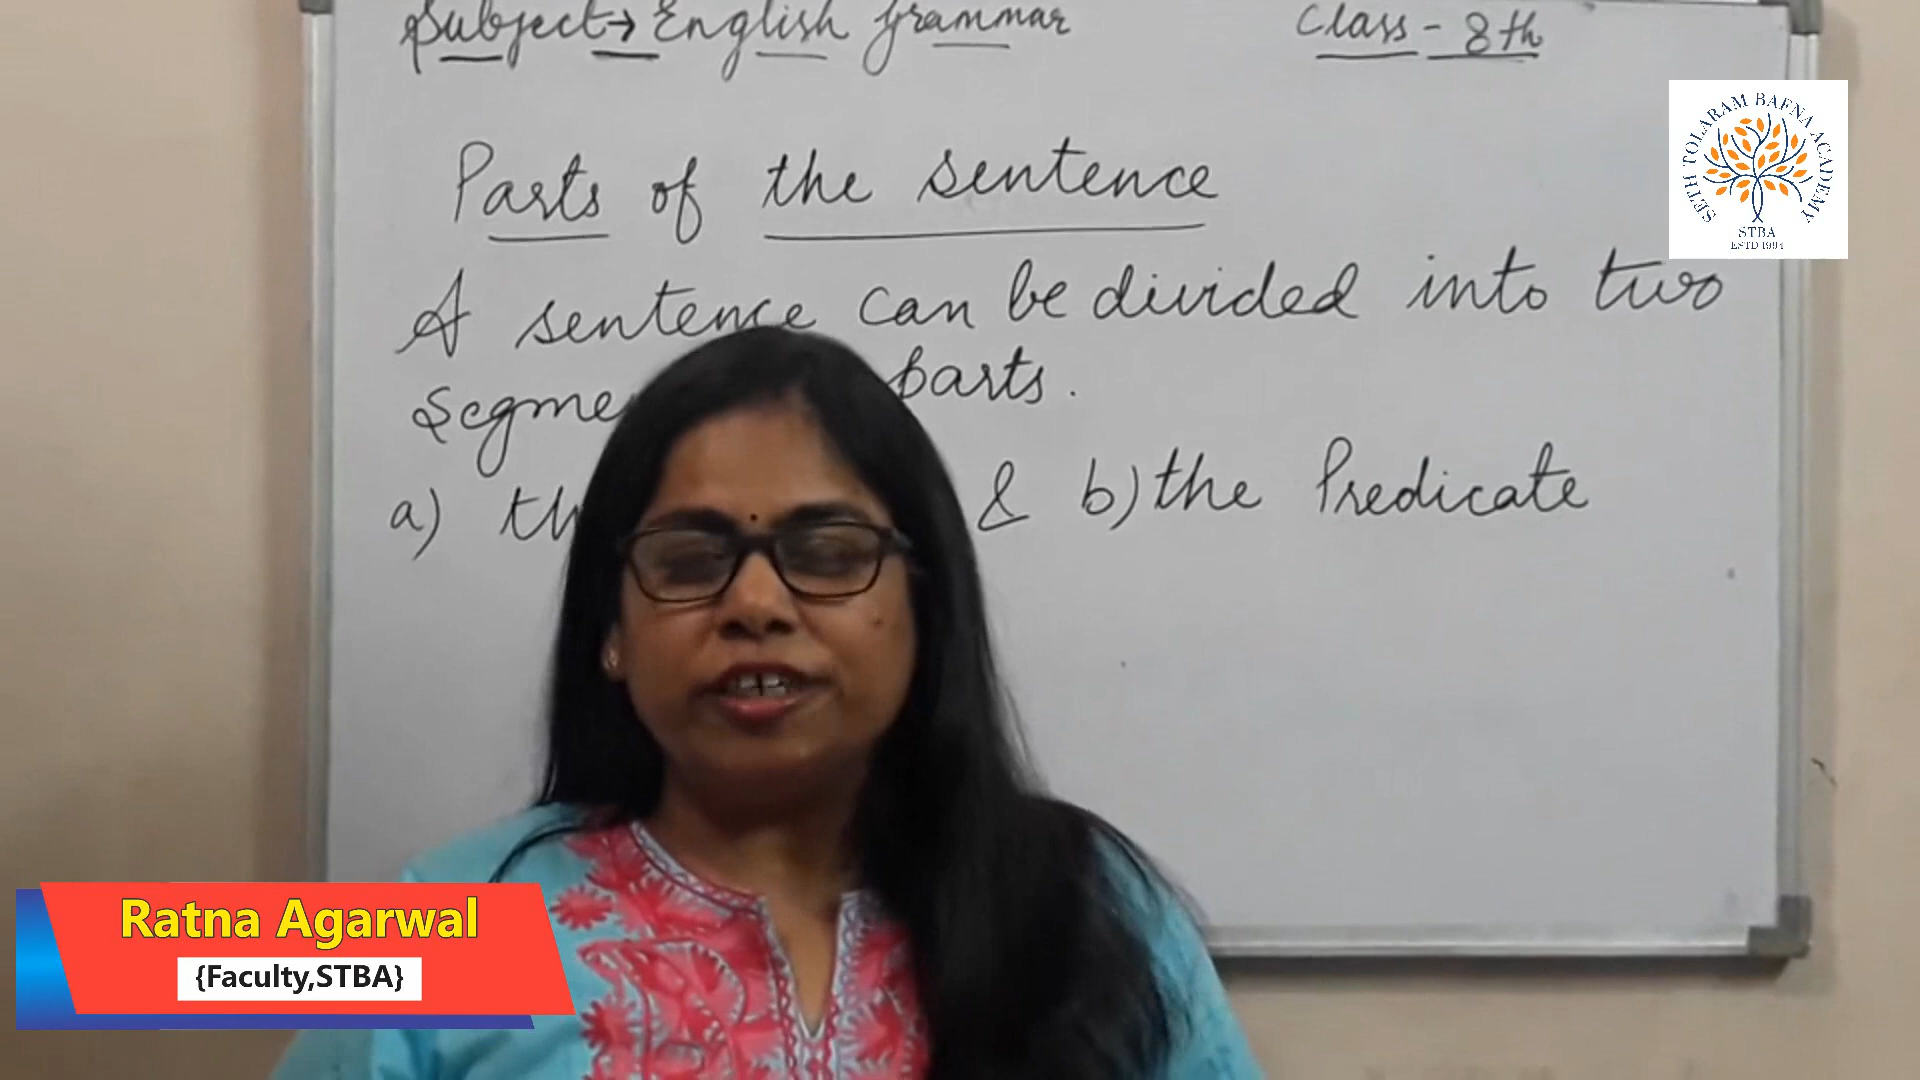 Subject→ English Grammar Class - 8th
SETH TOLARAM BAFNA ACADEMY
STBA
ESTD 1994
Parts of the sentence
A sentence can be divided into two
parts.
a) & b) the Predicate
Ratna Agarwal
{Faculty,STBA}